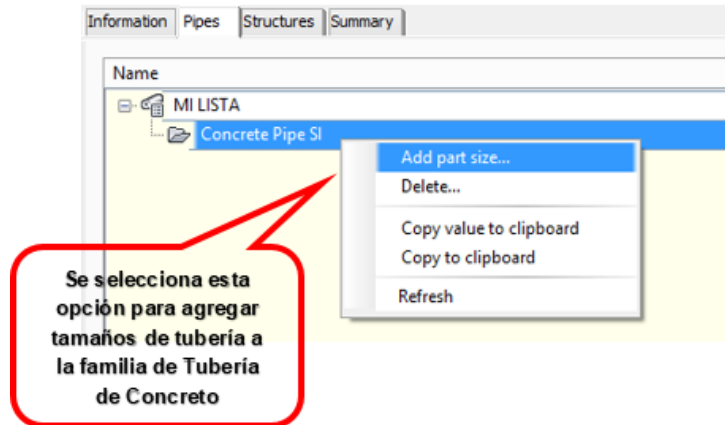 Information Pipes Structures Summary
Name
MI LISTA
Concrete Pipe SI
Add part size...
Delete...
Copy value to clipboard
Copy to clipboard
Refresh
Se selecciona esta
opción para agregar
tamaños de tubería a
la familia de Tubería
de Concreto